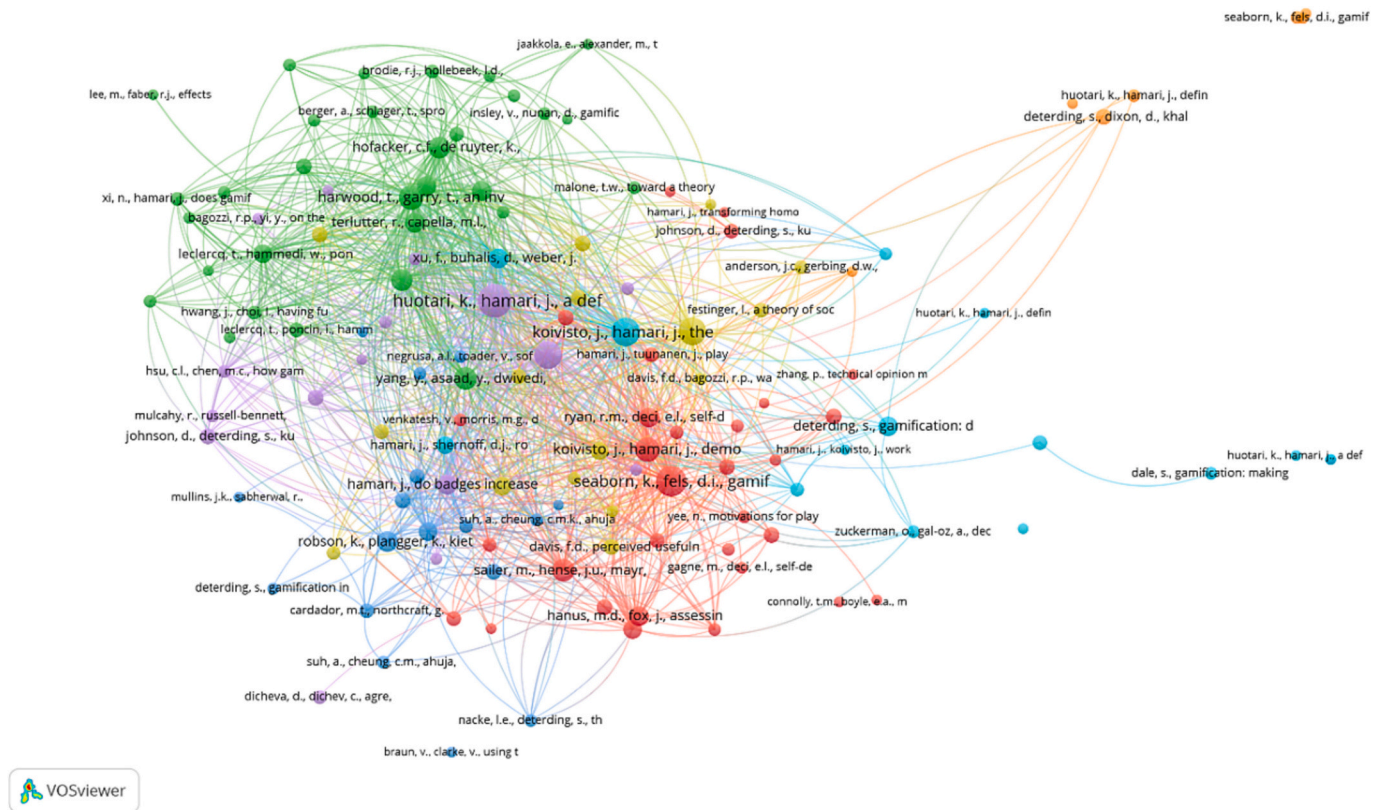 seaborn, k., fels, d.i., gamif
jaakkola, e., alexander, m., t
brodie, r.j., hollebeek, l.d.,
lee, m., faber, r.j., effects
huotari, k., hamari, j., defin
berger, a., schlager, t., spro
insley, v., nunan, d., gamific
deterding, s., dixon, d., khal
hofacker, c.f., de ruyter, k.,
malone, t.w., toward a theory
xi, n., hamari, j., does gamif
harwood, t., garry, t., an inv
hamari, j., transforming homo
bagozzi, r.p., yi, y., on the
terlutter, r., capella, m.l.,
johnson, d., deterding, s., ku
leclercq, t., hammedi, w., pon
xu, f., buhalis, d., weber, j.
anderson, j.c., gerbing, d.w.,
huotari, k., hamari, j., a def
hwang, j., choi, l., having fu
festinger, l., a theory of soc
huotari, k., hamari, j., defin
leclercq, t., poncin, i., hamm
koivisto, j., hamari, j., the
negrusa, a.l., toader, v., sof
hamari, j., tuunanen, j., play
hsu, c.l., chen, m.c., how gam
yang, y., asaad, y., dwivedi,
davis, f.d., bagozzi, r.p., wa
zhang, p., technical opinion m
mulcahy, r., russell-bennett,
venkatesh, v., morris, m.g., d
ryan, r.m., deci, e.l., self-d
deterding, s., gamification: d
johnson, d., deterding, s., ku
hamari, j., shernoff, d.j., ro
koivisto, j., hamari, j., demo
hamari, j., koivisto, j., work
huotari, k., hamari, j., a def
dale, s., gamification: making
hamari, j., do badges increase
seaborn, k., fels, d.i., gamif
mullins, j.k., sabherwal, r.,
suh, a., cheung, c.m.k., ahuja
yee, n., motivations for play
zuckerman, o., gal-oz, a., dec
robson, k., plangger, k., kiet
davis, f.d., perceived usefuln
sailer, m., hense, j.u., mayr,
gagne, m., deci, e.l., self-de
deterding, s., gamification in
cardador, m.t., northcraft, g.
hanus, m.d., fox, j., assessin
connolly, t.m., boyle, e.a., m
suh, a., cheung, c.m., ahuja,
dicheva, d., dichev, c., agre,
nacke, l.e., deterding, s., th
braun, v., clarke, v., using t
VOSviewer